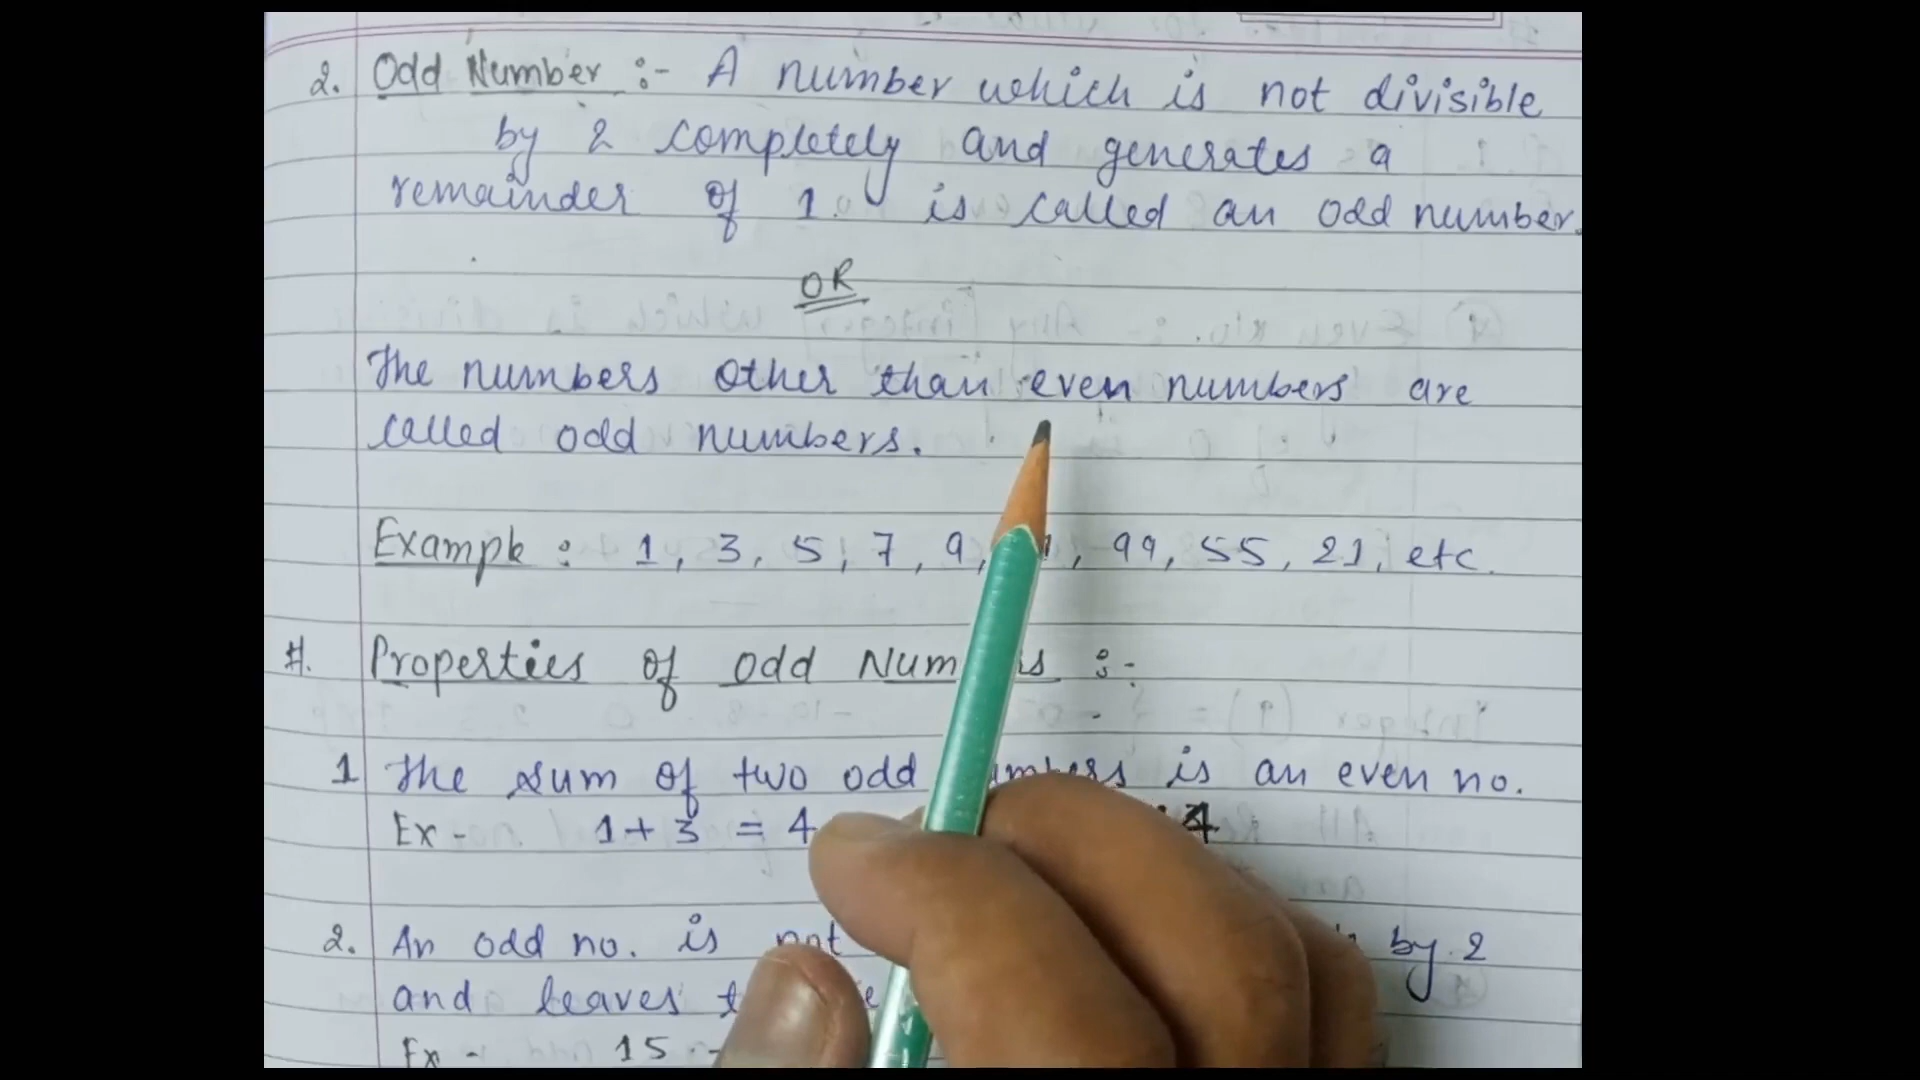 2. Odd Number :- A number which is not divisible
by 2 completely and generates a
remainder of 1. is called an odd number.
OR
The numbers other than even numbers are
called odd numbers.
Example : 1, 3, 5, 7, 9, 99, 55, 21, etc.
#. Properties of odd Num s :-
1 The sum of two odd umbers is an even no.
Ex - 1 + 3 = 4
2. An odd no. is not by 2
and leaves
Ex - 15